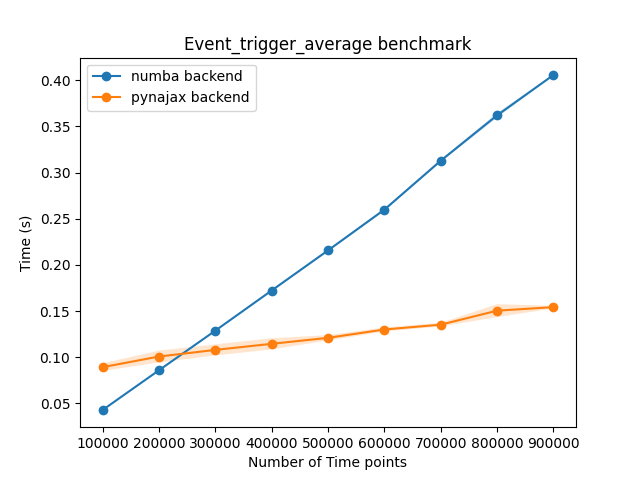 Event_trigger_average benchmark
numba backend
pynajax backend
0.40
0.35
0.30
0.25
0.20
0.15
0.10
0.05
Time (s)
100000 200000 300000 400000 500000 600000 700000 800000 900000
Number of Time points